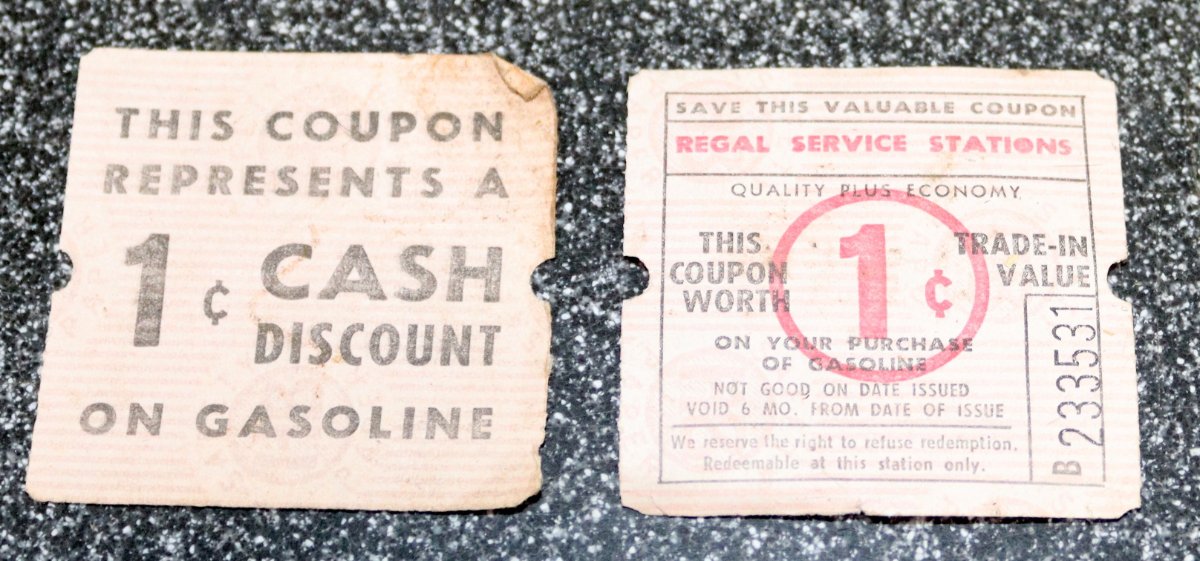 THIS COUPON
REPRESENTS A
1¢ CASH
DISCOUNT
ON GASOLINE
SAVE THIS VALUABLE COUPON
REGAL SERVICE STATIONS
QUALITY PLUS ECONOMY
THIS
COUPON
WORTH
1¢
TRADE-IN
VALUE
ON YOUR PURCHASE
OF GASOLINE
NOT GOOD ON DATE ISSUED
VOID 6 MO. FROM DATE OF ISSUE
We reserve the right to refuse redemption.
Redeemable at this station only.
B 233531